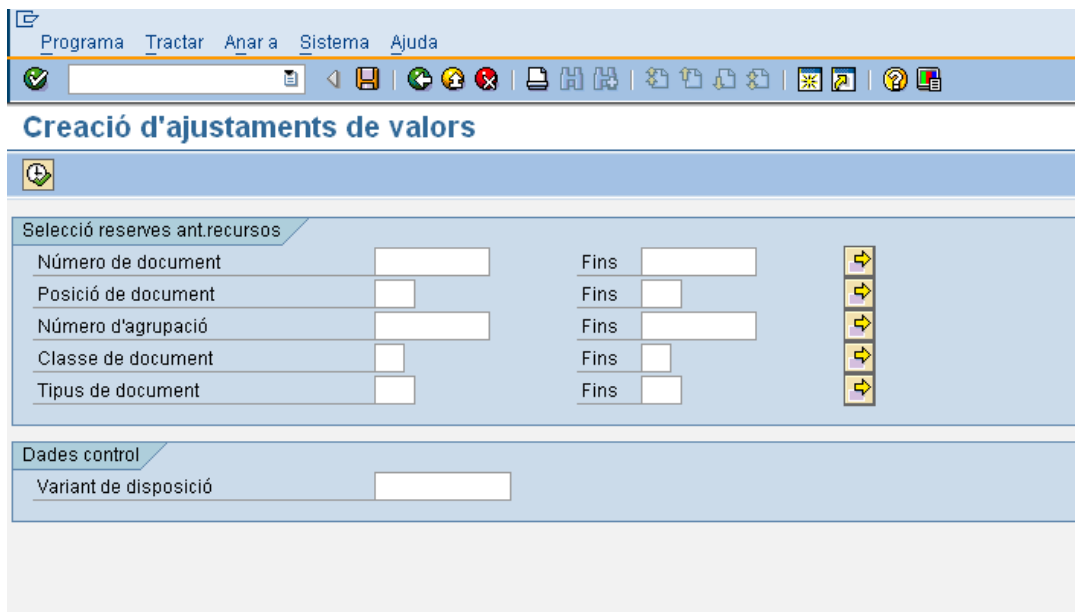 Programa Tractar Anar a Sistema Ajuda
Creació d'ajustaments de valors
Selecció reserves ant.recursos
Número de document Fins
Posició de document Fins
Número d'agrupació Fins
Classe de document Fins
Tipus de document Fins
Dades control
Variant de disposició